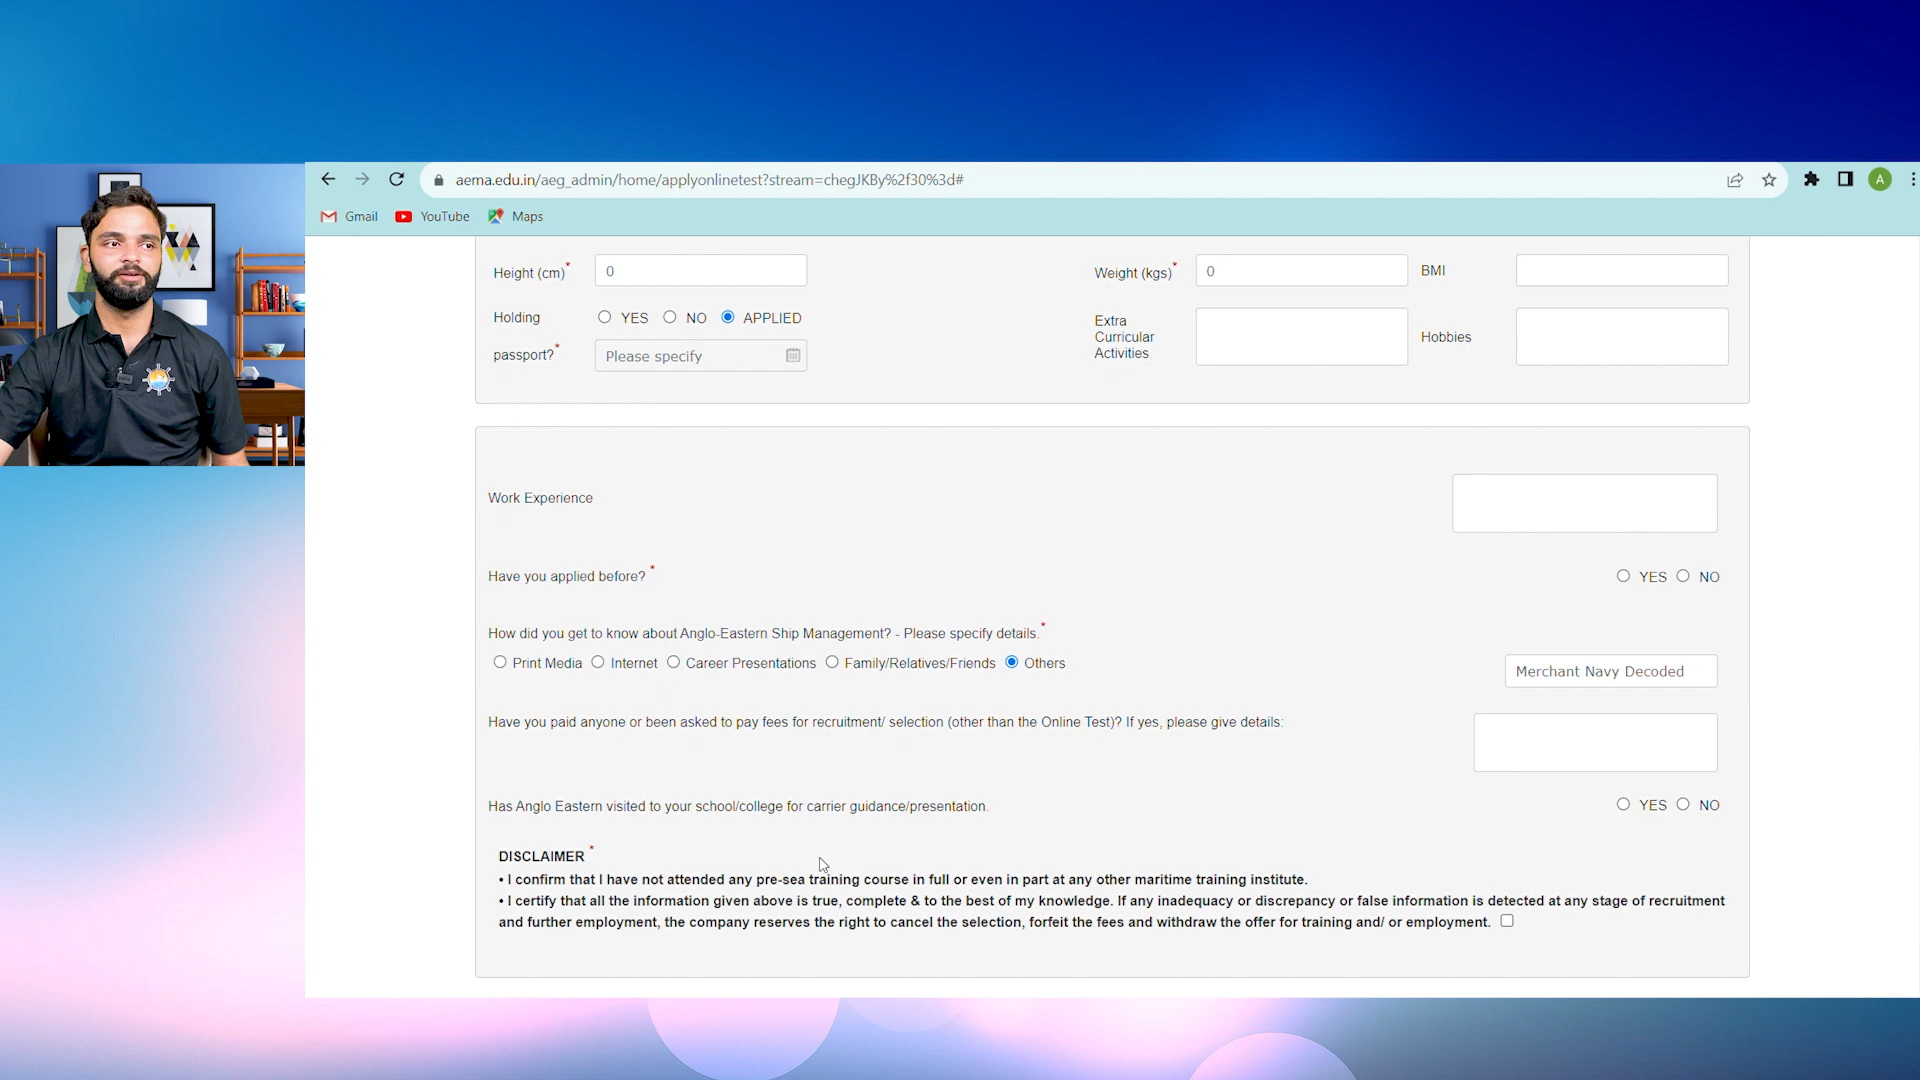 aema.edu.in/aeg_admin/home/applyonlinetest?stream=chegJKBy%2f30%3d#
A
Gmail YouTube Maps
Height (cm)* 0
Weight (kgs)* 0
BMI
Holding passport?* YES NO APPLIED
Please specify
Extra Curricular Activities
Hobbies
Work Experience
Have you applied before? * YES NO
How did you get to know about Anglo-Eastern Ship Management? - Please specify details.*
Print Media Internet Career Presentations Family/Relatives/Friends Others
Merchant Navy Decoded
Have you paid anyone or been asked to pay fees for recruitment/ selection (other than the Online Test)? If yes, please give details:
Has Anglo Eastern visited to your school/college for carrier guidance/presentation. YES NO
DISCLAIMER *
• I confirm that I have not attended any pre-sea training course in full or even in part at any other maritime training institute.
• I certify that all the information given above is true, complete & to the best of my knowledge. If any inadequacy or discrepancy or false information is detected at any stage of recruitment
and further employment, the company reserves the right to cancel the selection, forfeit the fees and withdraw the offer for training and/ or employment.